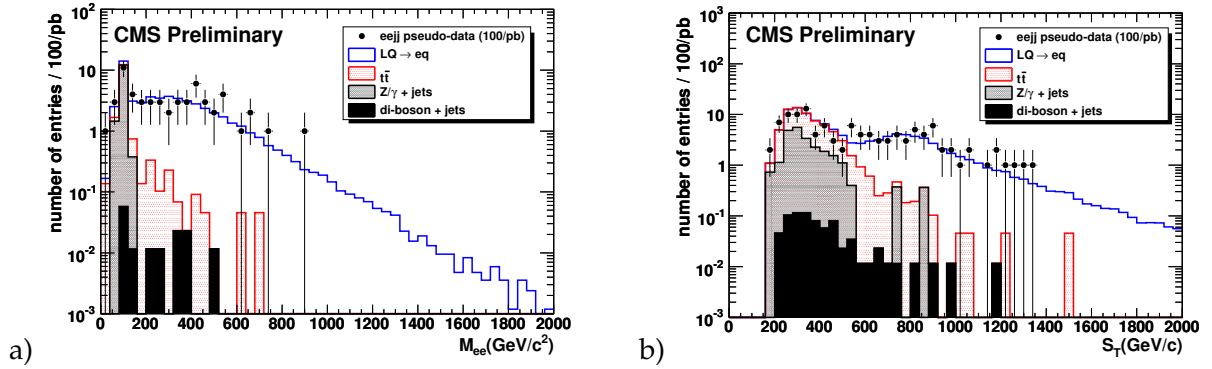 number of entries / 100/pb
10³
10²
10
1
10⁻¹
10⁻²
10⁻³
CMS Preliminary
eejj pseudo-data (100/pb)
LQ → eq
tt̄
Z/γ + jets
di-boson + jets
0 200 400 600 800 1000 1200 1400 1600 1800 2000
M_ee(GeV/c²)
a)
number of entries / 100/pb
10³
10²
10
1
10⁻¹
10⁻²
10⁻³
CMS Preliminary
eejj pseudo-data (100/pb)
LQ → eq
tt̄
Z/γ + jets
di-boson + jets
0 200 400 600 800 1000 1200 1400 1600 1800 2000
S_T(GeV/c)
b)